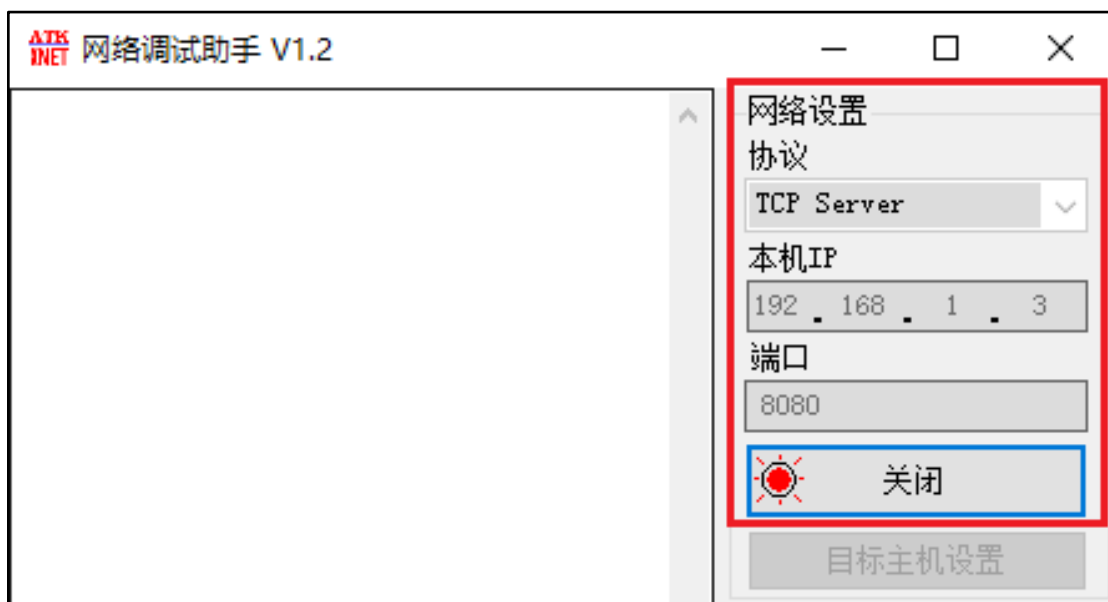 ATK
XNET 网络调试助手 V1.2
网络设置
协议
TCP Server
本机IP
192 . 168 . 1 . 3
端口
8080
关闭
目标主机设置